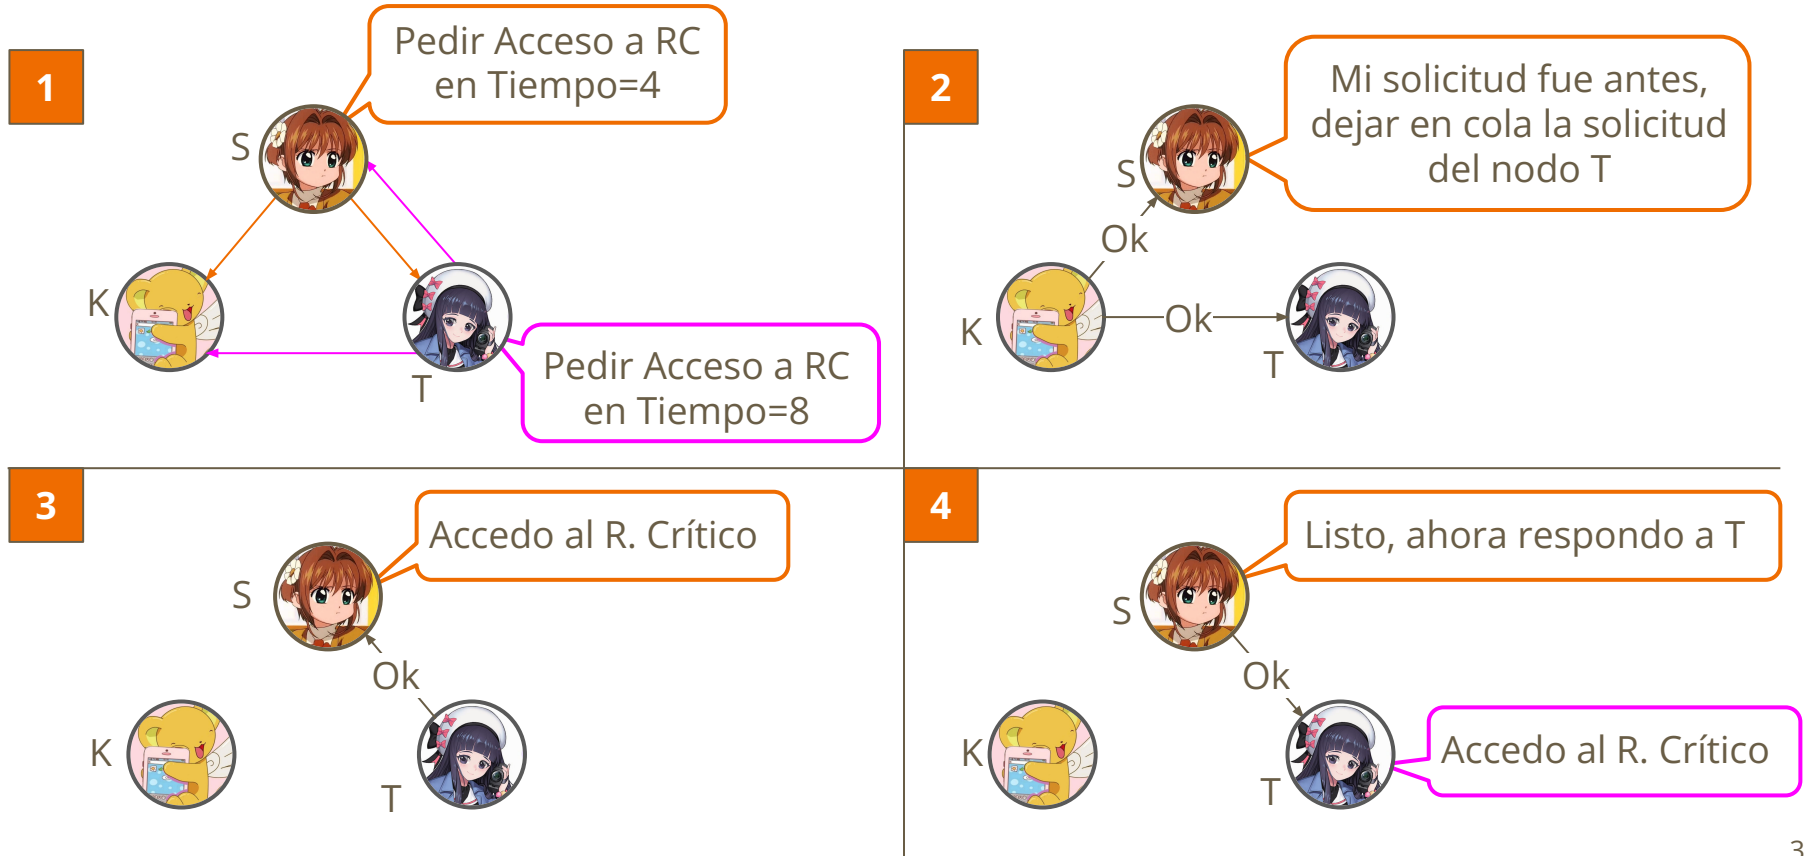 1
Pedir Acceso a RC
en Tiempo=4
S
K
T
Pedir Acceso a RC
en Tiempo=8
2
Mi solicitud fue antes,
dejar en cola la solicitud
del nodo T
S
Ok
K
Ok
T
3
Accedo al R. Crítico
S
Ok
K
T
4
Listo, ahora respondo a T
S
Ok
K
Accedo al R. Crítico
T
3